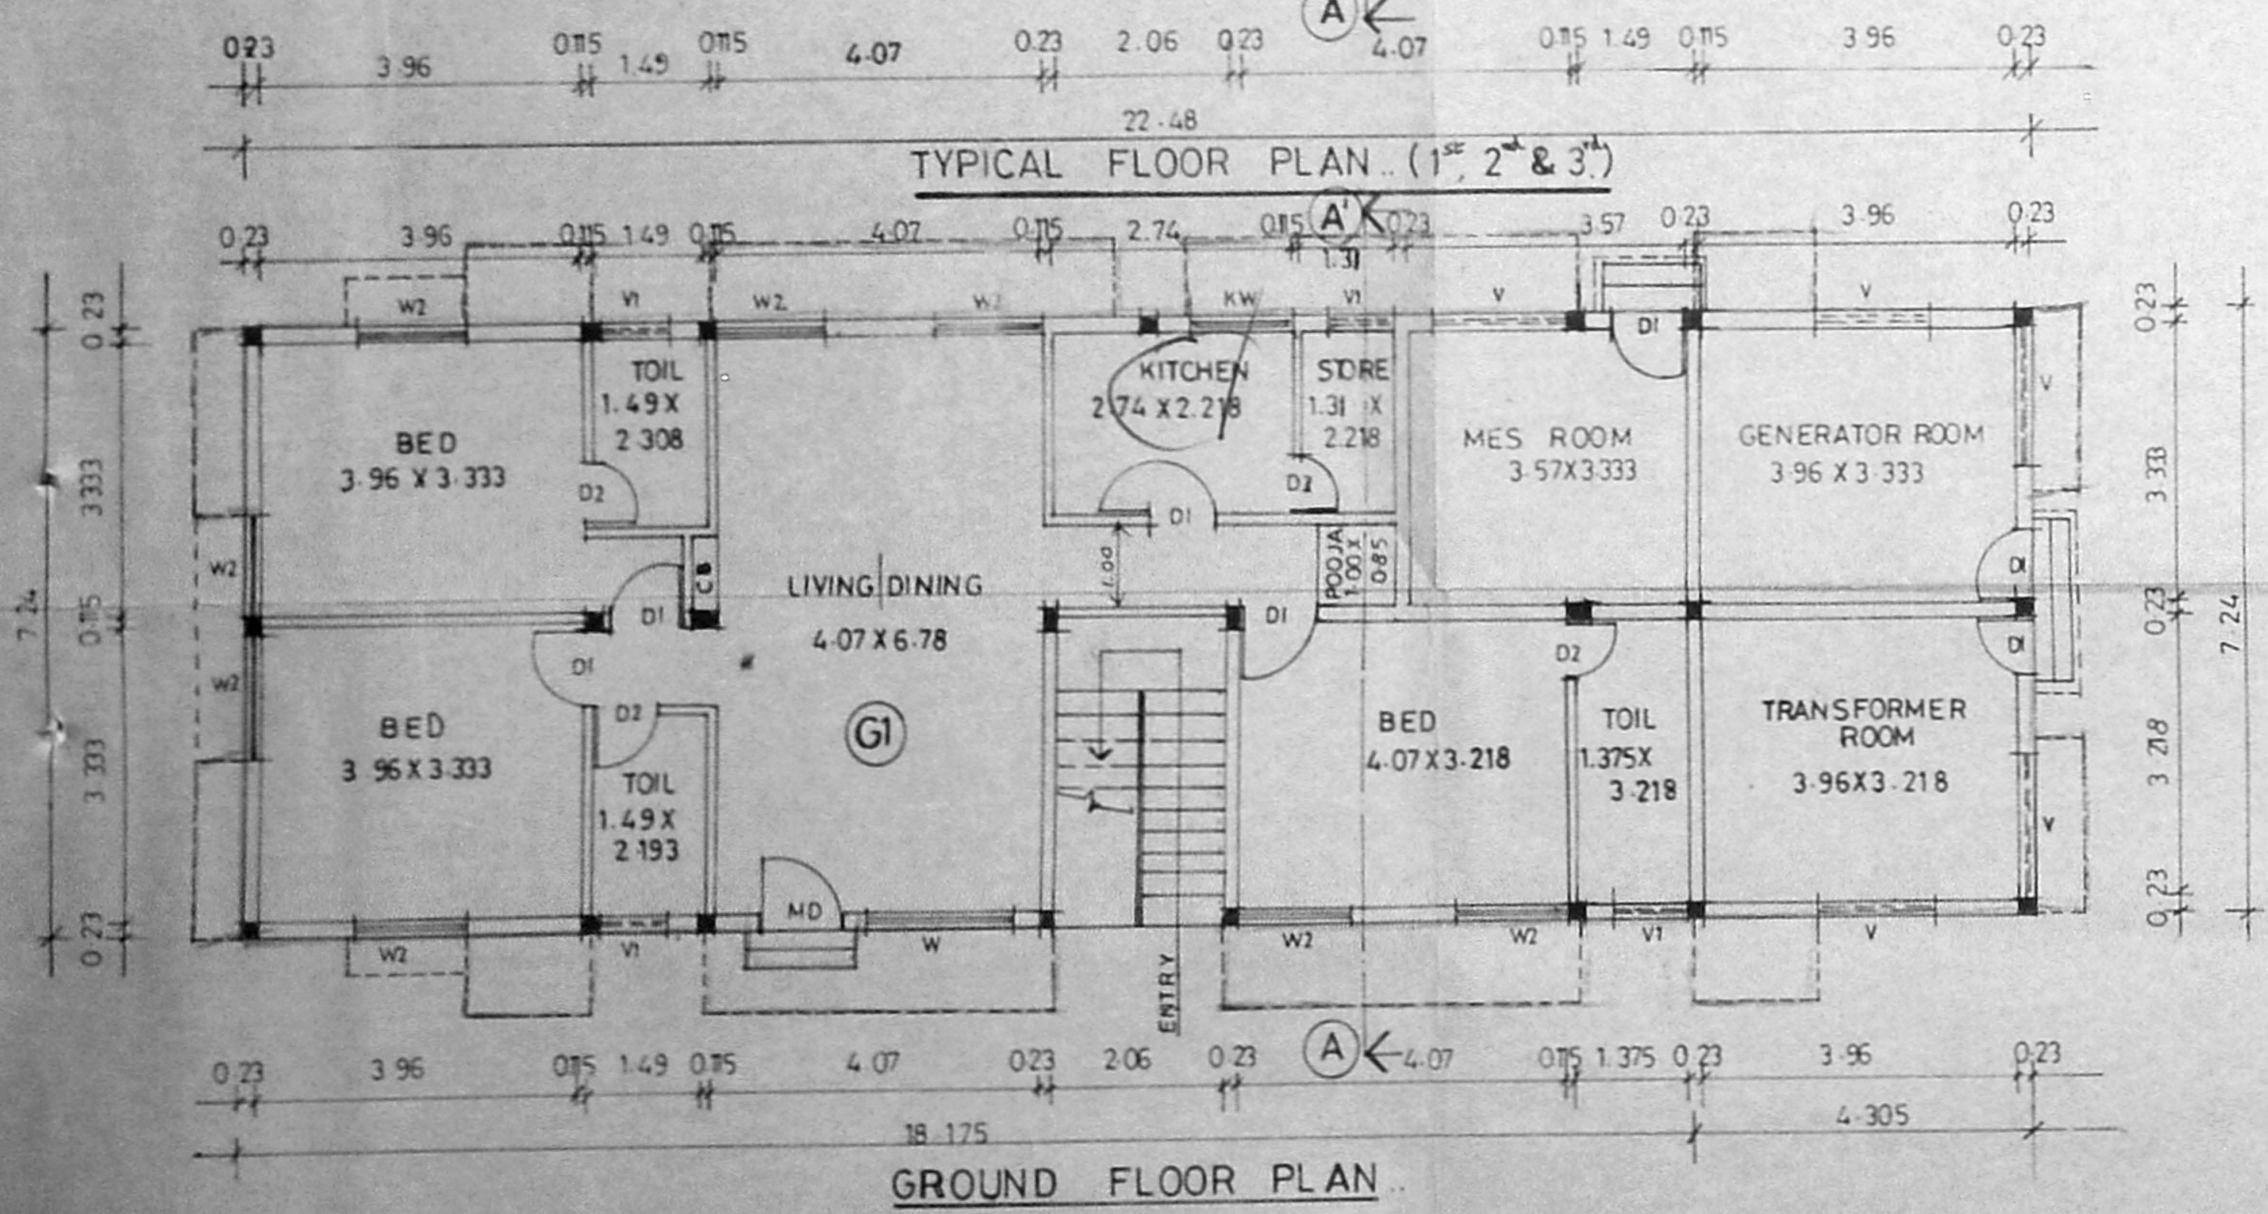 A
0.23 3.96 0.115 1.49 0.115 4.07 0.23 2.06 0.23 4.07 0.115 1.49 0.115 3.96 0.23
22.48
TYPICAL FLOOR PLAN.. (1st, 2nd & 3rd.)
A'
0.23 3.96 0.115 1.49 0.115 4.07 0.115 2.74 0.115 1.31 0.23 3.57 0.23 3.96 0.23
W2 V1 W2 W2 KW V1 V D1 V
0.23
3.333
0.115
3.333
0.23
7.24
BED
3.96 X 3.333
TOIL
1.49 X
2.308
D2
KITCHEN
2.74 X 2.218
STORE
1.31 X
2.218
D2
MES ROOM
3.57X3.333
GENERATOR ROOM
3.96 X 3.333
V
D1
1.00
POOJA
1.00X
0.85
W2
CB
D1
LIVING/DINING
4.07 X 6.78
D1
D1
W2
D1
D2
D2
D1
BED
3.96X3.333
TOIL
1.49X
2.193
G1
BED
4.07X3.218
TOIL
1.375X
3.218
TRANSFORMER
ROOM
3.96X3.218
V
0.23
3.333
0.23
3.218
0.23
7.24
MD
W2 V1 W W2 W2 V1 V
ENTRY
A
0.23 3.96 0.115 1.49 0.115 4.07 0.23 2.06 0.23 4.07 0.115 1.375 0.23 3.96 0.23
18.175 4.305
GROUND FLOOR PLAN..